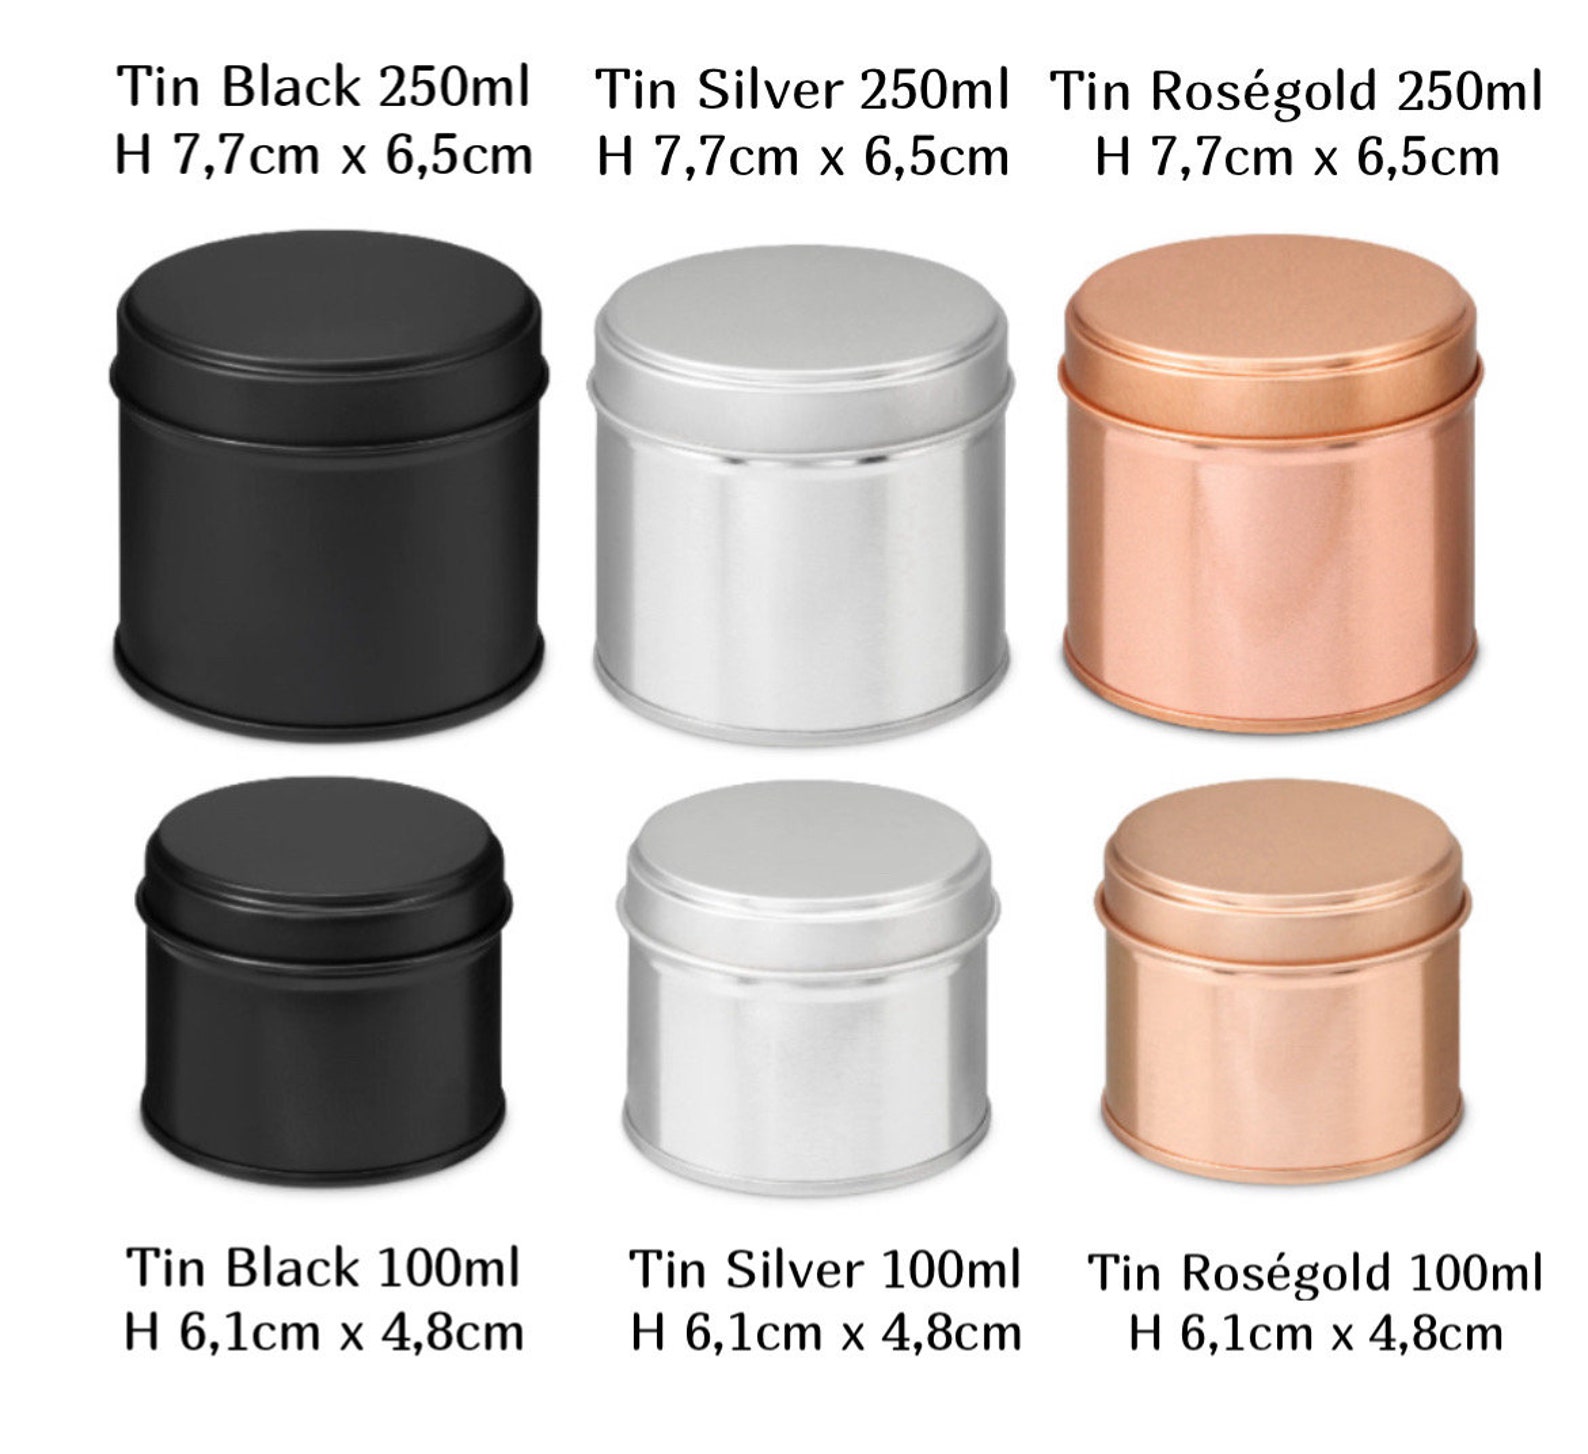 Tin Black 250ml
H 7,7cm x 6,5cm
Tin Silver 250ml
H 7,7cm x 6,5cm
Tin Roségold 250ml
H 7,7cm x 6,5cm
Tin Black 100ml
H 6,1cm x 4,8cm
Tin Silver 100ml
H 6,1cm x 4,8cm
Tin Roségold 100ml
H 6,1cm x 4,8cm